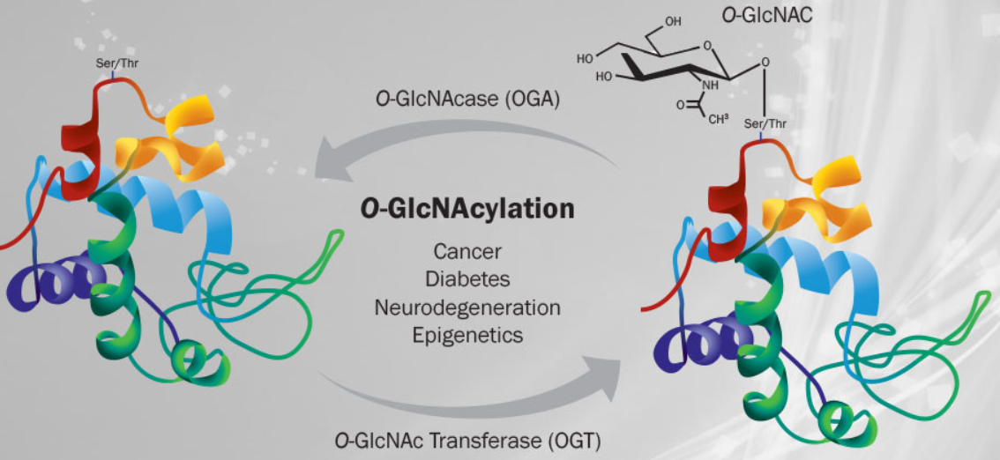 O-GlcNAC
OH
O
O
HO
HO
NH
O
CH³
Ser/Thr
Ser/Thr
O-GlcNAcase (OGA)
O-GlcNAcylation
Cancer
Diabetes
Neurodegeneration
Epigenetics
O-GlcNAc Transferase (OGT)